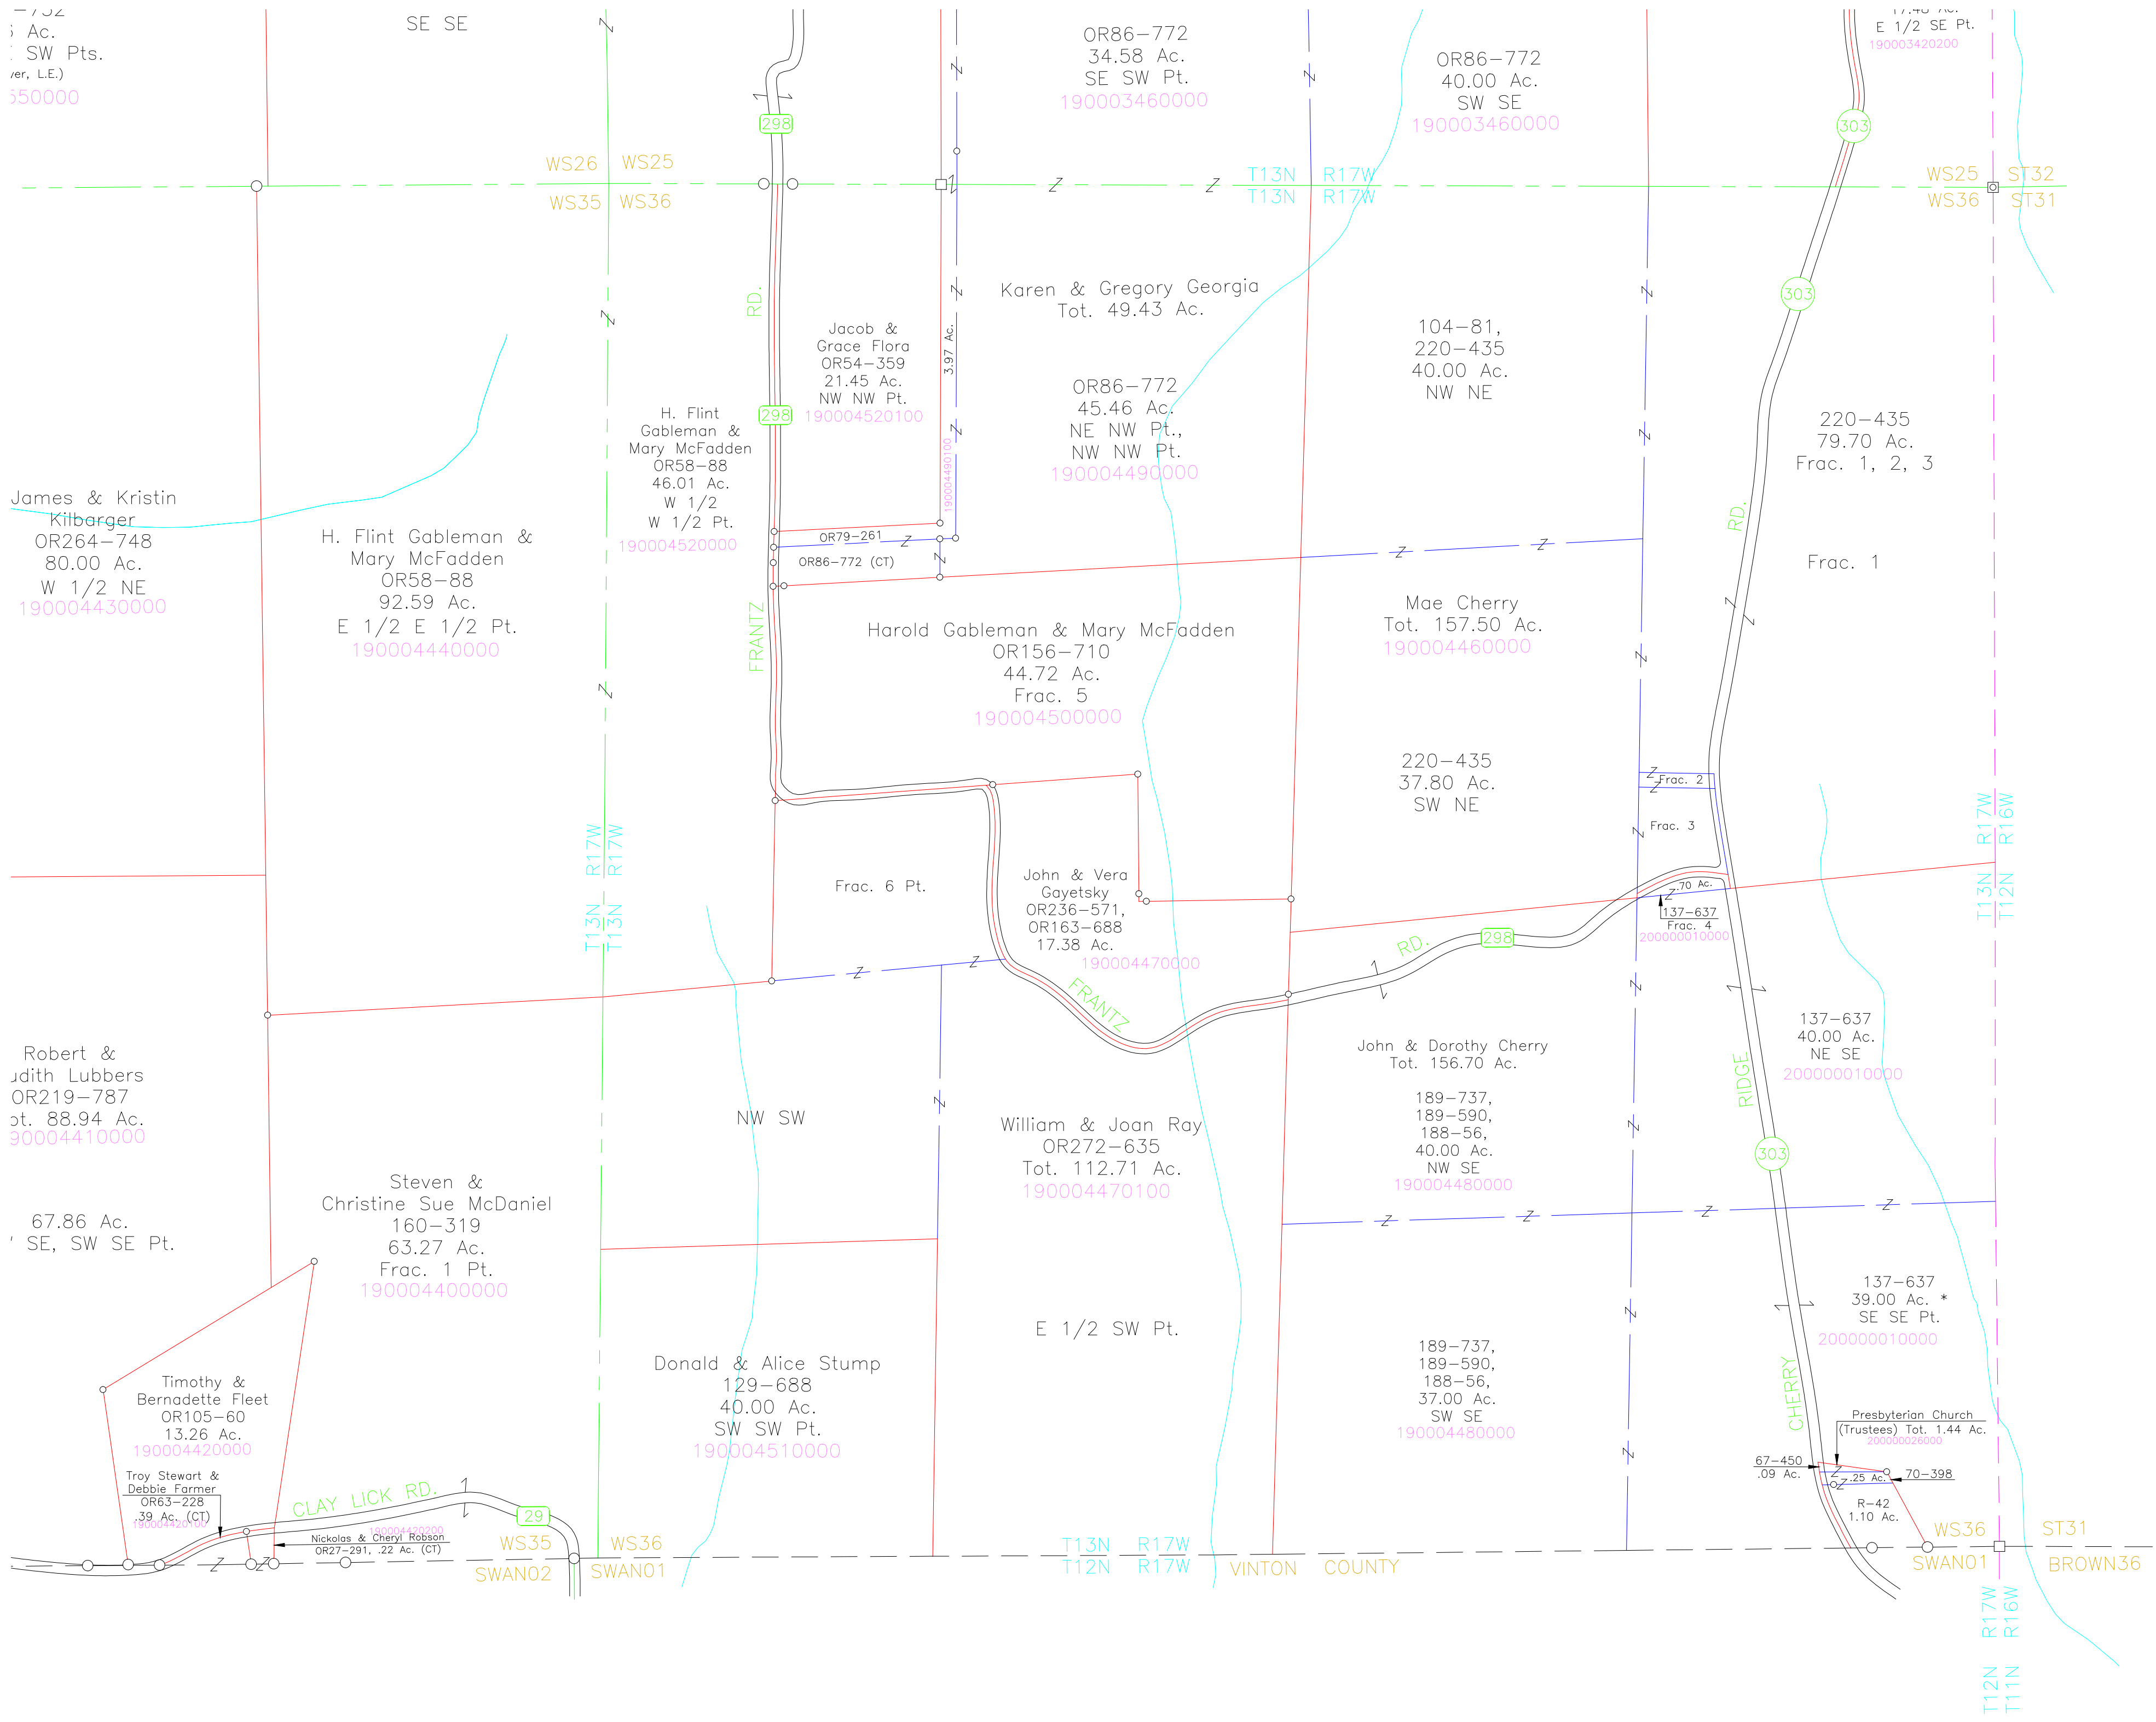 Ac.
SW Pts.
L.E.)
SE SE
OR86-772
34.58 Ac.
SE SW Pt.
190003460000
OR86-772
40.00 Ac.
SW SE
190003460000
E 1/2 SE Pt.
190003420200
298
303
WS26 WS25
WS35 WS36
T13N R17W
T13N R17W
WS25 ST32
WS36 ST31
303
RD.
Karen & Gregory Georgia
Tot. 49.43 Ac.
Jacob &
Grace Flora
OR54-359
21.45 Ac.
NW NW Pt.
190004520100
3.97 Ac.
190004490100
298
OR86-772
45.46 Ac.
NE NW Pt.,
NW NW Pt.
190004490000
104-81,
220-435
40.00 Ac.
NW NE
220-435
79.70 Ac.
Frac. 1, 2, 3
H. Flint
Gableman &
Mary McFadden
OR58-88
46.01 Ac.
W 1/2
W 1/2 Pt.
190004520000
James & Kristin
Kilbarger
OR264-748
80.00 Ac.
W 1/2 NE
190004430000
H. Flint Gableman &
Mary McFadden
OR58-88
92.59 Ac.
E 1/2 E 1/2 Pt.
190004440000
OR79-261
OR86-772 (CT)
RD.
Frac. 1
FRANTZ
Harold Gableman & Mary McFadden
OR156-710
44.72 Ac.
Frac. 5
190004500000
Mae Cherry
Tot. 157.50 Ac.
190004460000
220-435
37.80 Ac.
SW NE
Frac. 2
Frac. 3
T13N R17W
T13N R17W
T13N R17W
T12N R16W
Frac. 6 Pt.
John & Vera
Gayetsky
OR236-571,
OR163-688
17.38 Ac.
190004470000
.70 Ac.
137-637
Frac. 4
200000010000
RD.
298
FRANTZ
Robert &
Lubbers
OR219-787
88.94 Ac.
137-637
40.00 Ac.
NE SE
200000010000
John & Dorothy Cherry
Tot. 156.70 Ac.
189-737,
189-590,
188-56,
40.00 Ac.
NW SE
190004480000
RIDGE
303
NW SW
William & Joan Ray
OR272-635
Tot. 112.71 Ac.
190004470100
Steven &
Christine Sue McDaniel
160-319
63.27 Ac.
Frac. 1 Pt.
190004400000
67.86 Ac.
SE, SW SE Pt.
E 1/2 SW Pt.
137-637
39.00 Ac. *
SE SE Pt.
200000010000
Donald & Alice Stump
129-688
40.00 Ac.
SW SW Pt.
190004510000
189-737,
189-590,
188-56,
37.00 Ac.
SW SE
190004480000
CHERRY
Timothy &
Bernadette Fleet
OR105-60
13.26 Ac.
190004420000
Presbyterian Church
(Trustees) Tot. 1.44 Ac.
200000026000
67-450
.09 Ac.
.25 Ac.
70-398
R-42
1.10 Ac.
Troy Stewart &
Debbie Farmer
OR63-228
.39 Ac. (CT)
190004420100
CLAY LICK RD.
29
190004420200
Nickolas & Cheryl Robson
OR27-291, .22 Ac. (CT)
WS35 WS36
SWAN02 SWAN01
T13N R17W
T12N R17W
VINTON COUNTY
WS36 ST31
SWAN01 BROWN36
T12N R17W
T11N R16W